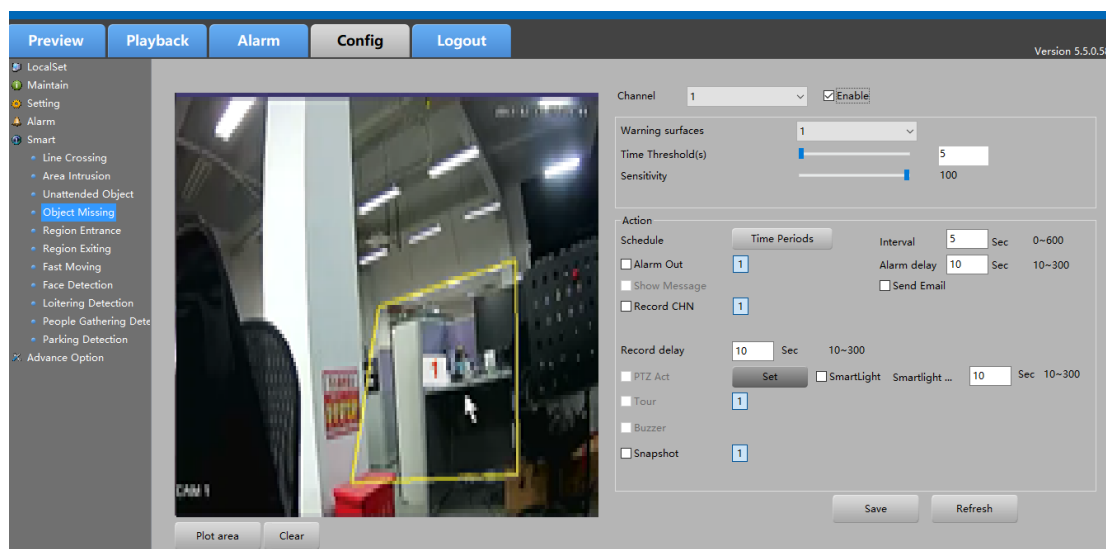 Preview Playback Alarm Config Logout
Version 5.5.0.5
LocalSet
Maintain
Setting
Alarm
Smart
Line Crossing
Area Intrusion
Unattended Object
Object Missing
Region Entrance
Region Exiting
Fast Moving
Face Detection
Loitering Detection
People Gathering Dete
Parking Detection
Advance Option
CAM 1
1
Plot area Clear
Channel 1 Enable
Warning surfaces 1
Time Threshold(s) 5
Sensitivity 100
Action
Schedule Time Periods Interval 5 Sec 0~600
Alarm Out 1 Alarm delay 10 Sec 10~300
Show Message Send Email
Record CHN 1
Record delay 10 Sec 10~300
PTZ Act Set SmartLight Smartlight ... 10 Sec 10~300
Tour 1
Buzzer
Snapshot 1
Save Refresh